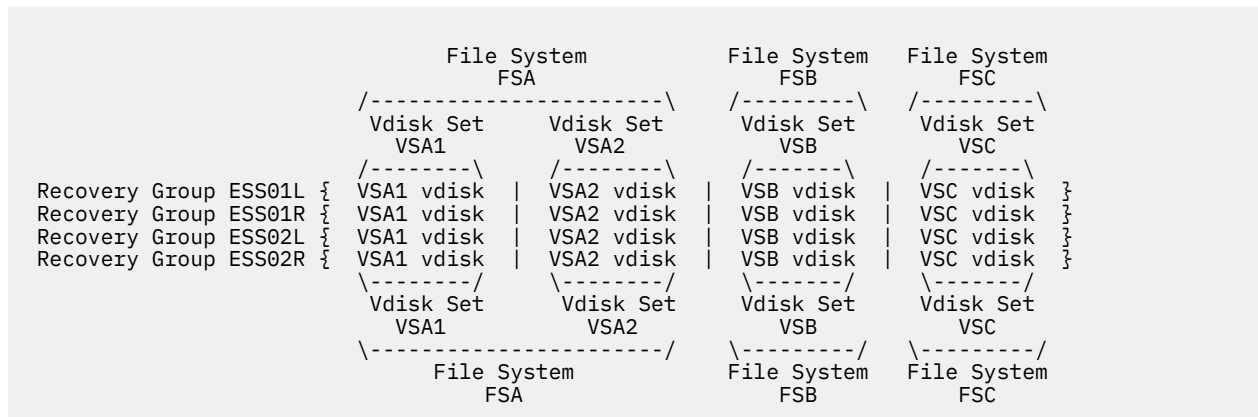 File System File System File System
FSA FSB FSC
/-----------------------\ /---------\ /---------\
Vdisk Set Vdisk Set Vdisk Set Vdisk Set
VSA1 VSA2 VSB VSC
/--------\ /--------\ /-------\ /-------\
Recovery Group ESS01L { VSA1 vdisk | VSA2 vdisk | VSB vdisk | VSC vdisk }
Recovery Group ESS01R { VSA1 vdisk | VSA2 vdisk | VSB vdisk | VSC vdisk }
Recovery Group ESS02L { VSA1 vdisk | VSA2 vdisk | VSB vdisk | VSC vdisk }
Recovery Group ESS02R { VSA1 vdisk | VSA2 vdisk | VSB vdisk | VSC vdisk }
\--------/ \--------/ \-------/ \-------/
Vdisk Set Vdisk Set Vdisk Set Vdisk Set
VSA1 VSA2 VSB VSC
\-----------------------/ \---------/ \---------/
File System File System File System
FSA FSB FSC